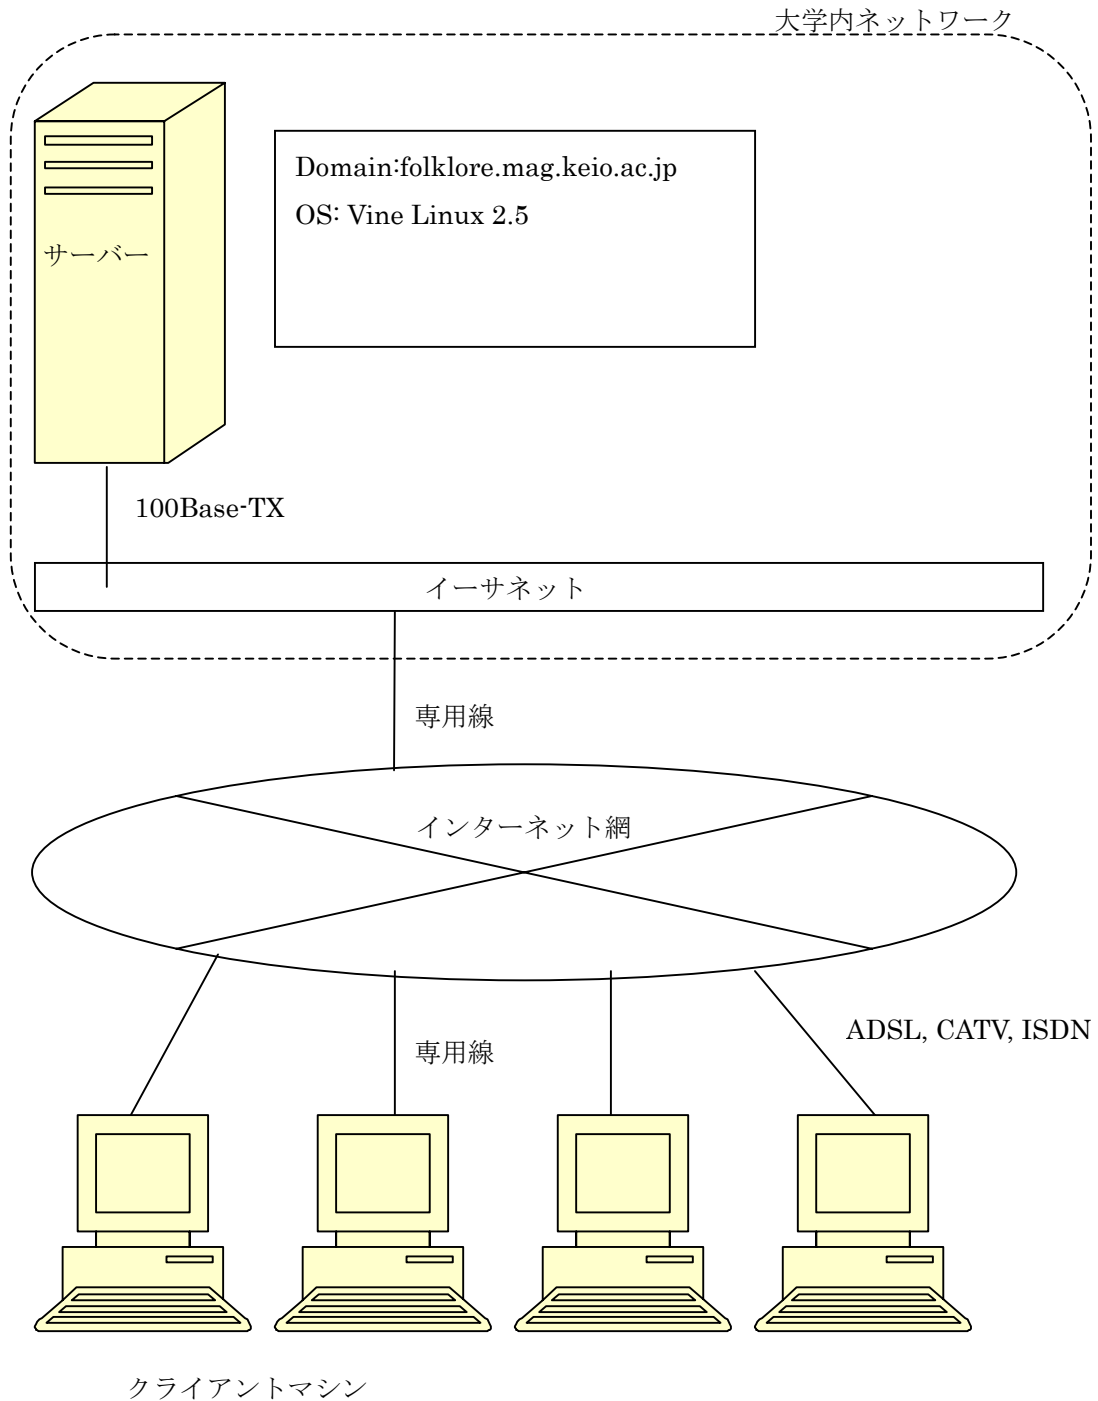 大学内ネットワーク
Domain:folklore.mag.keio.ac.jp
OS: Vine Linux 2.5
サーバー
100Base-TX
イーサネット
専用線
インターネット網
ADSL, CATV, ISDN
専用線
クライアントマシン